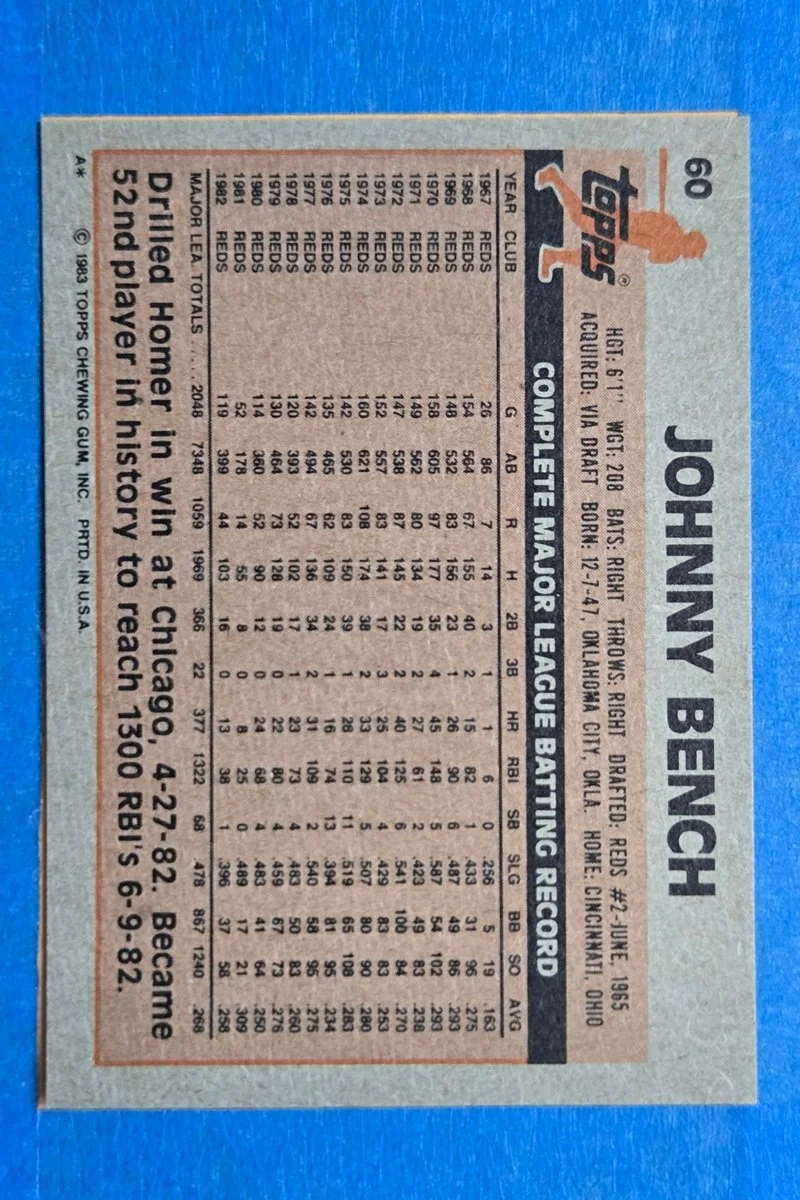 60
JOHNNY BENCH
Topps®
HGT: 6'1" WGT: 208 BATS: RIGHT THROWS: RIGHT DRAFTED: REDS #2-JUNE, 1965
ACQUIRED: VIA DRAFT BORN: 12-7-47, OKLAHOMA CITY, OKLA. HOME: CINCINNATI, OHIO
COMPLETE MAJOR LEAGUE BATTING RECORD
YEAR CLUB G AB R H 2B 3B HR RBI SB SLG BB SO AVG
1967 REDS 26 86 7 14 3 1 1 6 0 .256 5 19 .163
1968 REDS 154 564 67 155 40 2 15 82 1 .433 31 96 .275
1969 REDS 148 532 83 156 23 1 26 90 6 .487 49 86 .293
1970 REDS 158 605 97 177 35 4 45 148 5 .587 54 102 .293
1971 REDS 149 562 80 134 19 2 27 61 2 .423 49 83 .238
1972 REDS 147 538 87 145 22 2 40 125 6 .541 100 84 .270
1973 REDS 152 557 83 141 17 3 25 104 4 .429 83 83 .253
1974 REDS 160 621 108 174 38 2 33 129 5 .507 80 90 .280
1975 REDS 142 530 83 150 39 1 28 110 11 .519 65 108 .283
1976 REDS 135 465 62 109 24 1 16 74 13 .394 81 95 .234
1977 REDS 142 494 67 136 34 2 31 109 2 .540 58 95 .275
1978 REDS 120 393 52 102 17 1 23 73 4 .483 50 83 .260
1979 REDS 130 464 73 128 19 0 22 80 4 .459 67 73 .276
1980 REDS 114 360 52 90 12 0 24 68 4 .483 41 64 .250
1981 REDS 52 178 14 55 8 0 8 25 0 .489 17 21 .309
1982 REDS 119 399 44 103 16 0 13 38 1 .396 37 58 .258
MAJOR LEA. TOTALS ..... 2048 7348 1059 1969 366 22 377 1322 68 .478 867 1240 .268
Drilled Homer in win at Chicago, 4-27-82. Became
52nd player in history to reach 1300 RBI's 6-9-82.
A* © 1983 TOPPS CHEWING GUM, INC. PRTD. IN U.S.A.